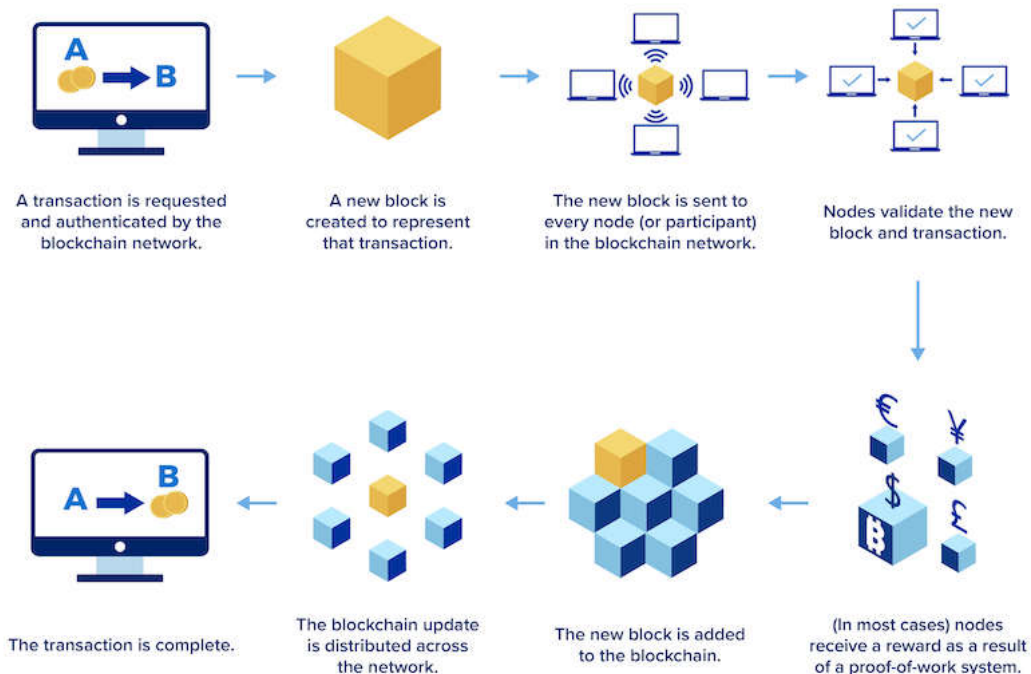 A
B
A transaction is requested
and authenticated by the
blockchain network.
A new block is
created to represent
that transaction.
The new block is sent to
every node (or participant)
in the blockchain network.
Nodes validate the new
block and transaction.
€
¥
$
£
₿
(In most cases) nodes
receive a reward as a result
of a proof-of-work system.
The new block is added
to the blockchain.
The blockchain update
is distributed across
the network.
A
B
The transaction is complete.